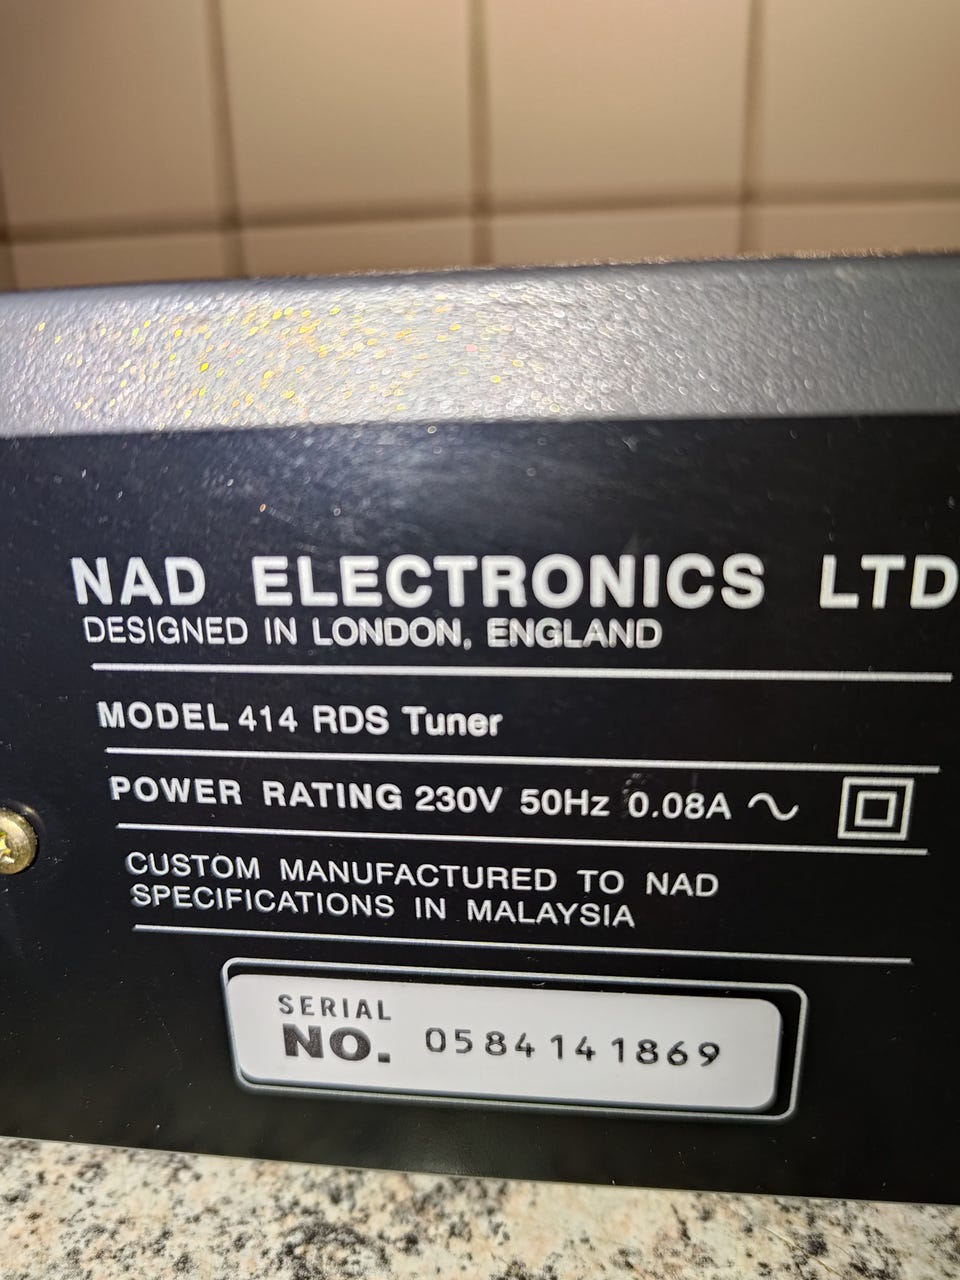 NAD ELECTRONICS LTD
DESIGNED IN LONDON, ENGLAND
MODEL 414 RDS Tuner
POWER RATING 230V 50Hz 0.08A ~
CUSTOM MANUFACTURED TO NAD
SPECIFICATIONS IN MALAYSIA
SERIAL
NO. 0584141869